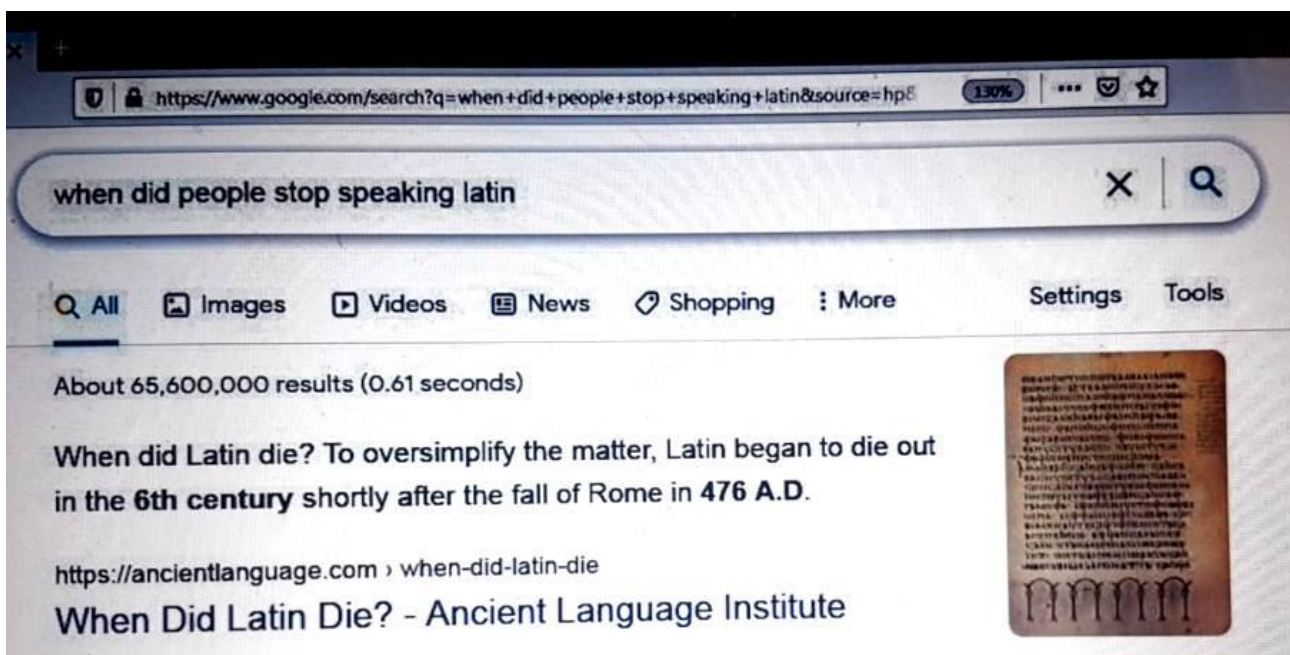 https://www.google.com/search?q=when+did+people+stop+speaking+latin&source=hp& 130%
when did people stop speaking latin
All Images Videos News Shopping More Settings Tools
About 65,600,000 results (0.61 seconds)
When did Latin die? To oversimplify the matter, Latin began to die out
in the 6th century shortly after the fall of Rome in 476 A.D.
https://ancientlanguage.com › when-did-latin-die
When Did Latin Die? - Ancient Language Institute